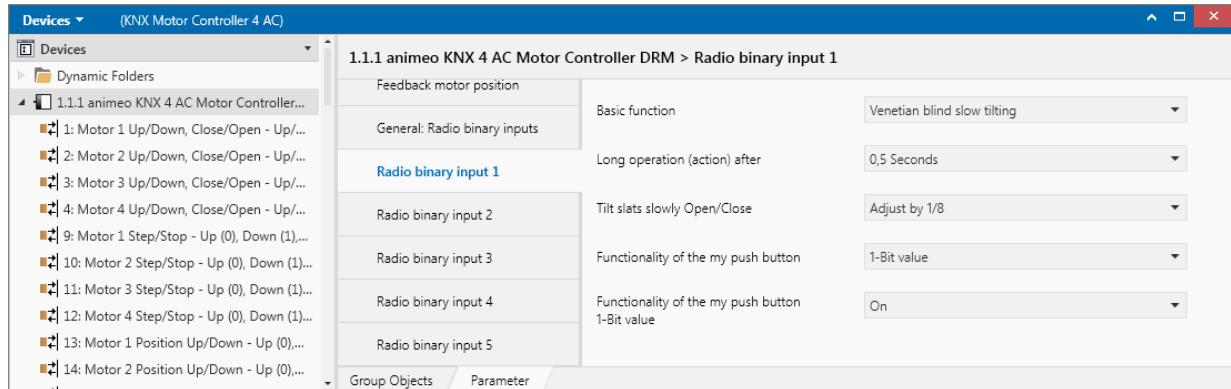 Devices (KNX Motor Controller 4 AC)
Devices
Dynamic Folders
1.1.1 animeo KNX 4 AC Motor Controller...
1: Motor 1 Up/Down, Close/Open - Up/...
2: Motor 2 Up/Down, Close/Open - Up/...
3: Motor 3 Up/Down, Close/Open - Up/...
4: Motor 4 Up/Down, Close/Open - Up/...
9: Motor 1 Step/Stop - Up (0), Down (1),...
10: Motor 2 Step/Stop - Up (0), Down (1)...
11: Motor 3 Step/Stop - Up (0), Down (1)...
12: Motor 4 Step/Stop - Up (0), Down (1)...
13: Motor 1 Position Up/Down - Up (0),...
14: Motor 2 Position Up/Down - Up (0),...
1.1.1 animeo KNX 4 AC Motor Controller DRM > Radio binary input 1
Feedback motor position
General: Radio binary inputs
Radio binary input 1
Radio binary input 2
Radio binary input 3
Radio binary input 4
Radio binary input 5
Basic function Venetian blind slow tilting
Long operation (action) after 0,5 Seconds
Tilt slats slowly Open/Close Adjust by 1/8
Functionality of the my push button 1-Bit value
Functionality of the my push button
1-Bit value On
Group Objects Parameter